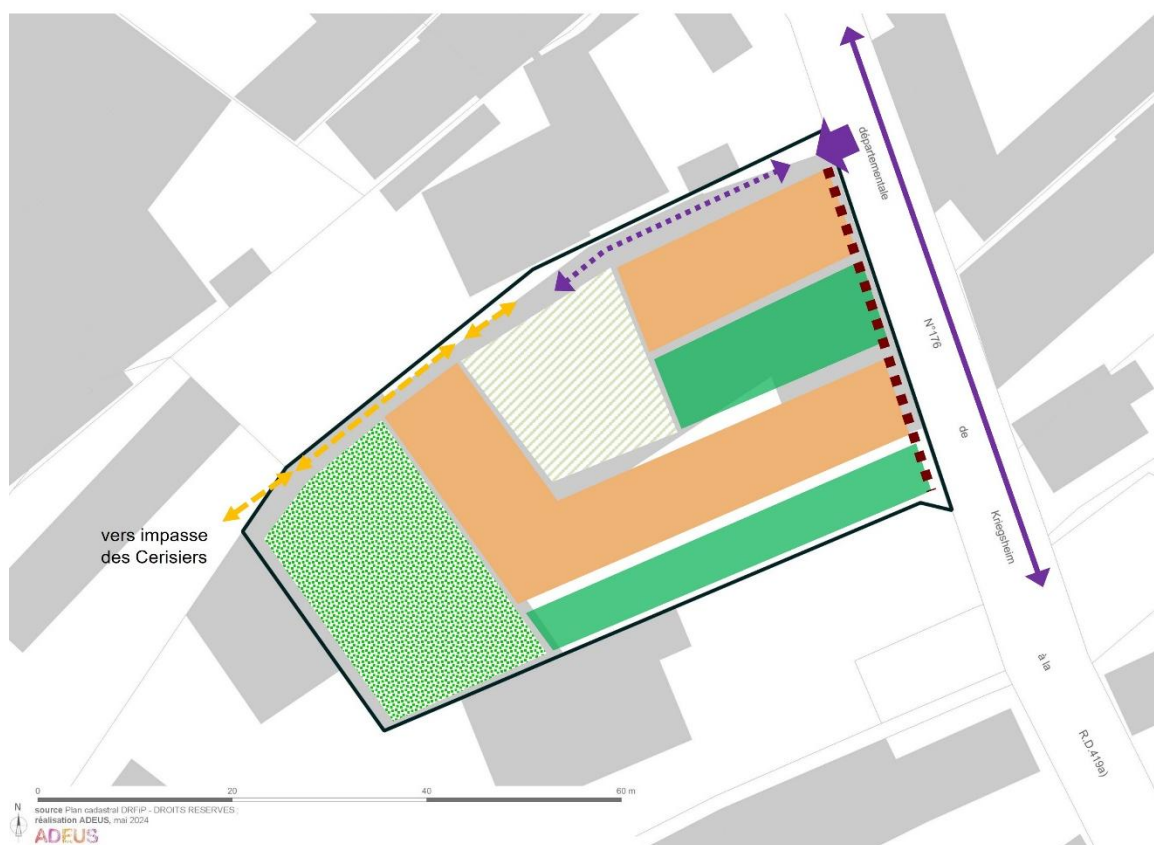 départementale
N°176
de
Kriegsheim
à la
R.D.419a)
vers impasse
des Cerisiers
0 20 40 60 m
N
source Plan cadastral DRFiP - DROITS RESERVES ;
réalisation ADEUS, mai 2024
ADEUS